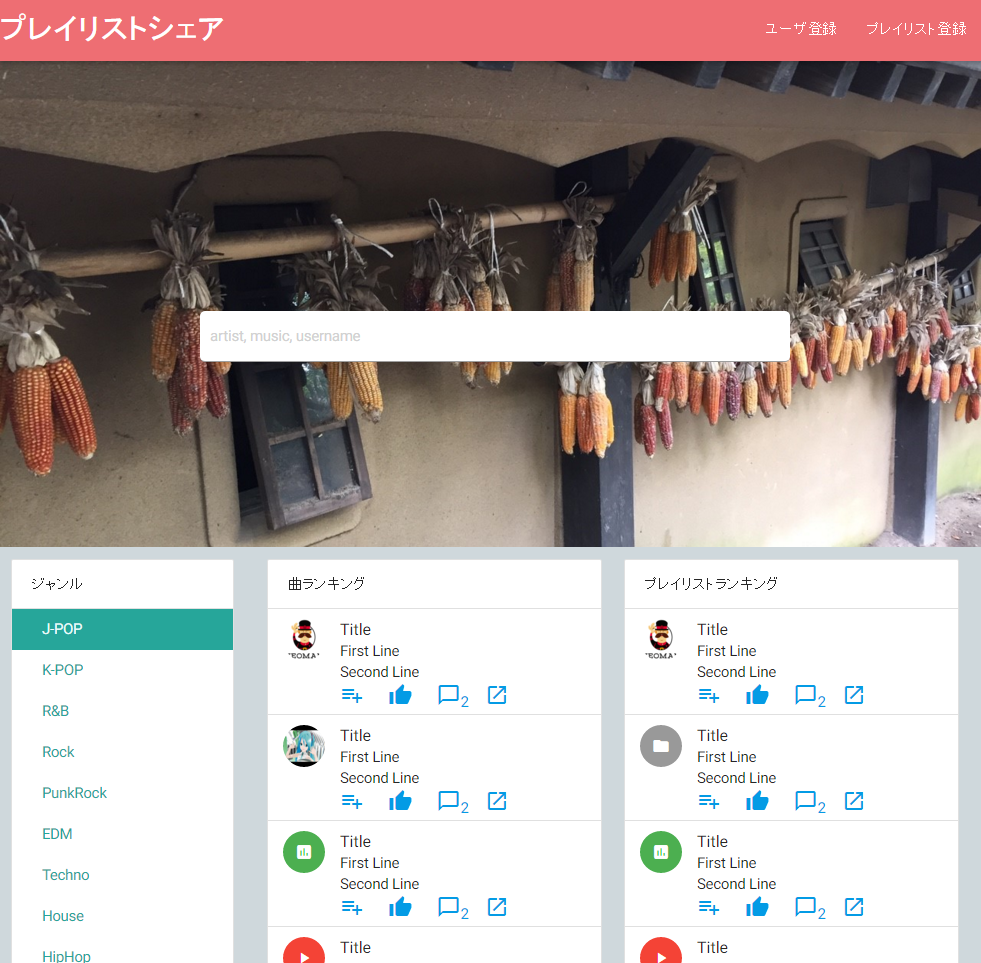 プレイリストシェア
ユーザ登録
プレイリスト登録
artist, music, username
ジャンル
J-POP
K-POP
R&B
Rock
PunkRock
EDM
Techno
House
HipHop
曲ランキング
Title
First Line
Second Line
2
Title
First Line
Second Line
2
Title
First Line
Second Line
2
Title
プレイリストランキング
Title
First Line
Second Line
2
Title
First Line
Second Line
2
Title
First Line
Second Line
2
Title